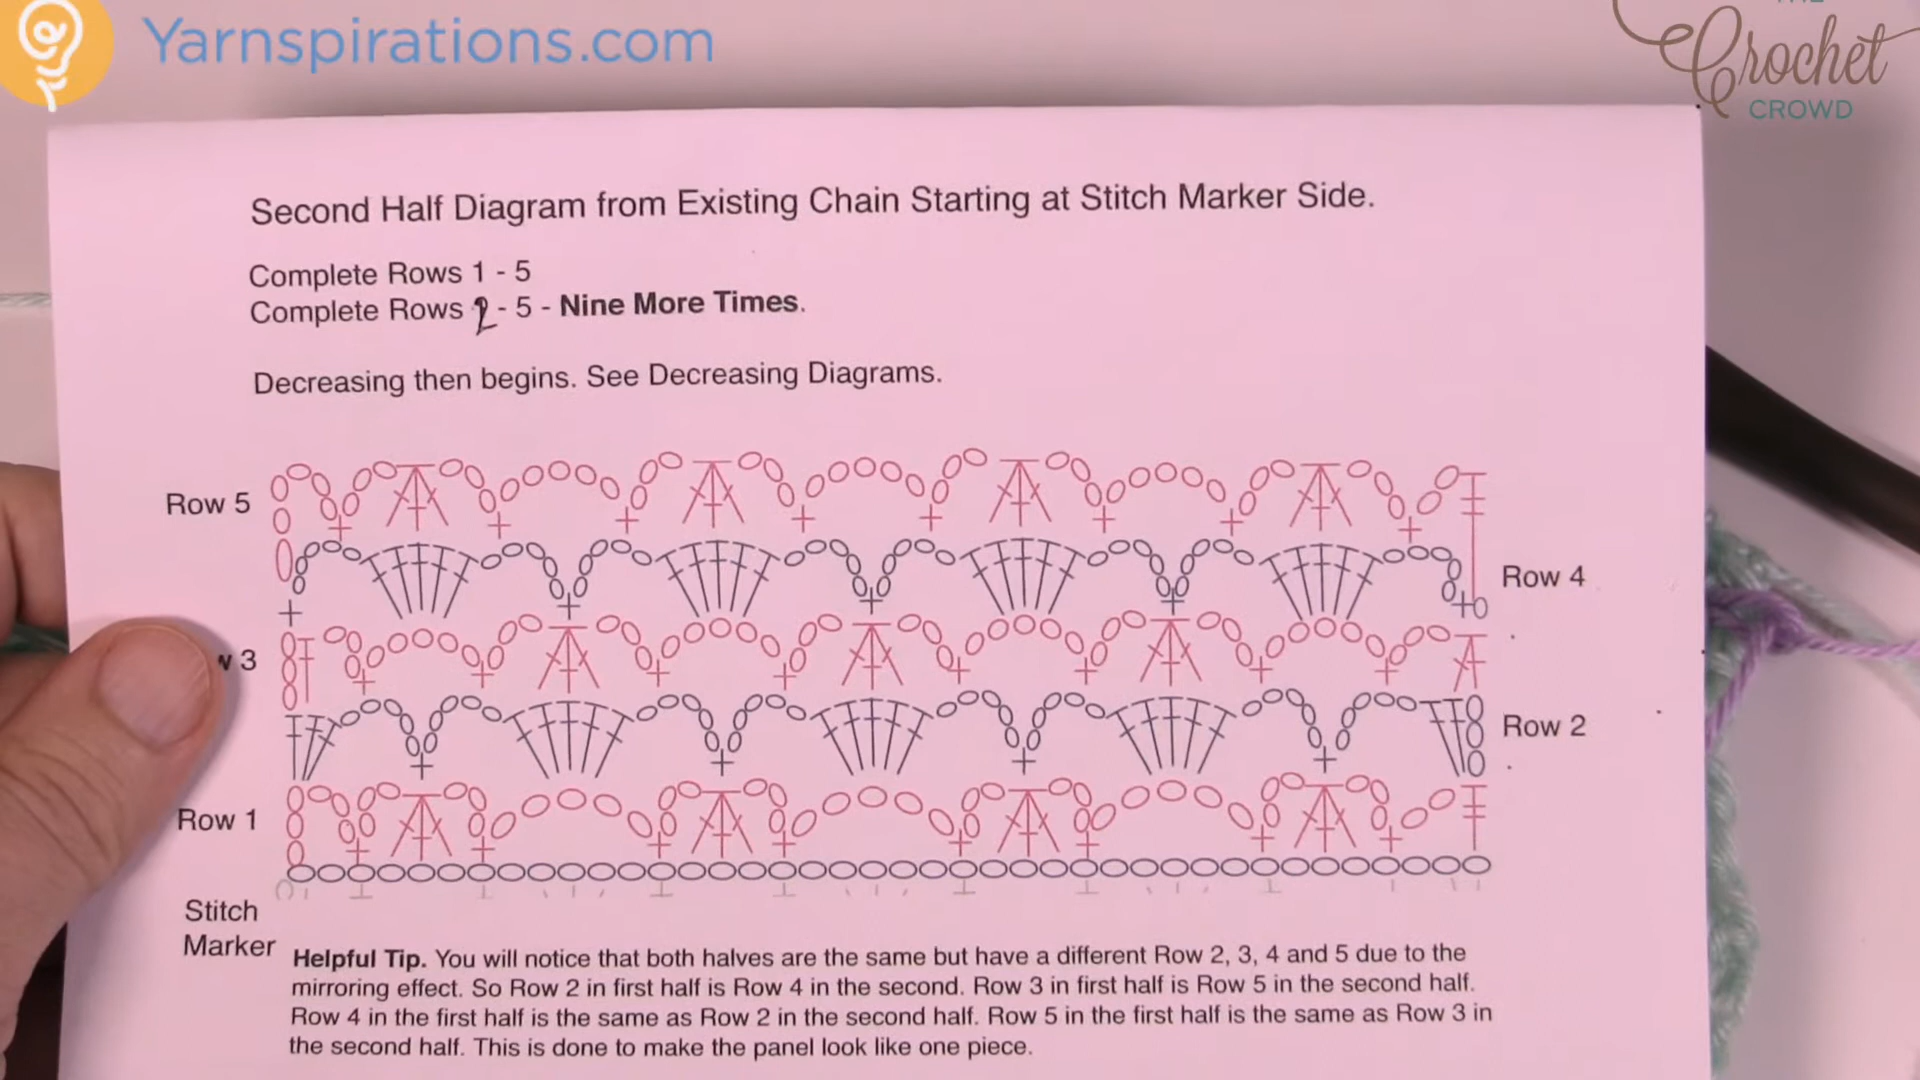 Yarnspirations.com
Crochet
CROWD
Second Half Diagram from Existing Chain Starting at Stitch Marker Side.
Complete Rows 1 - 5
Complete Rows 2 - 5 - Nine More Times.
Decreasing then begins. See Decreasing Diagrams.
Row 5
Row 4
3
Row 2
Row 1
Stitch
Marker
Helpful Tip. You will notice that both halves are the same but have a different Row 2, 3, 4 and 5 due to the
mirroring effect. So Row 2 in first half is Row 4 in the second. Row 3 in first half is Row 5 in the second half.
Row 4 in the first half is the same as Row 2 in the second half. Row 5 in the first half is the same as Row 3 in
the second half. This is done to make the panel look like one piece.